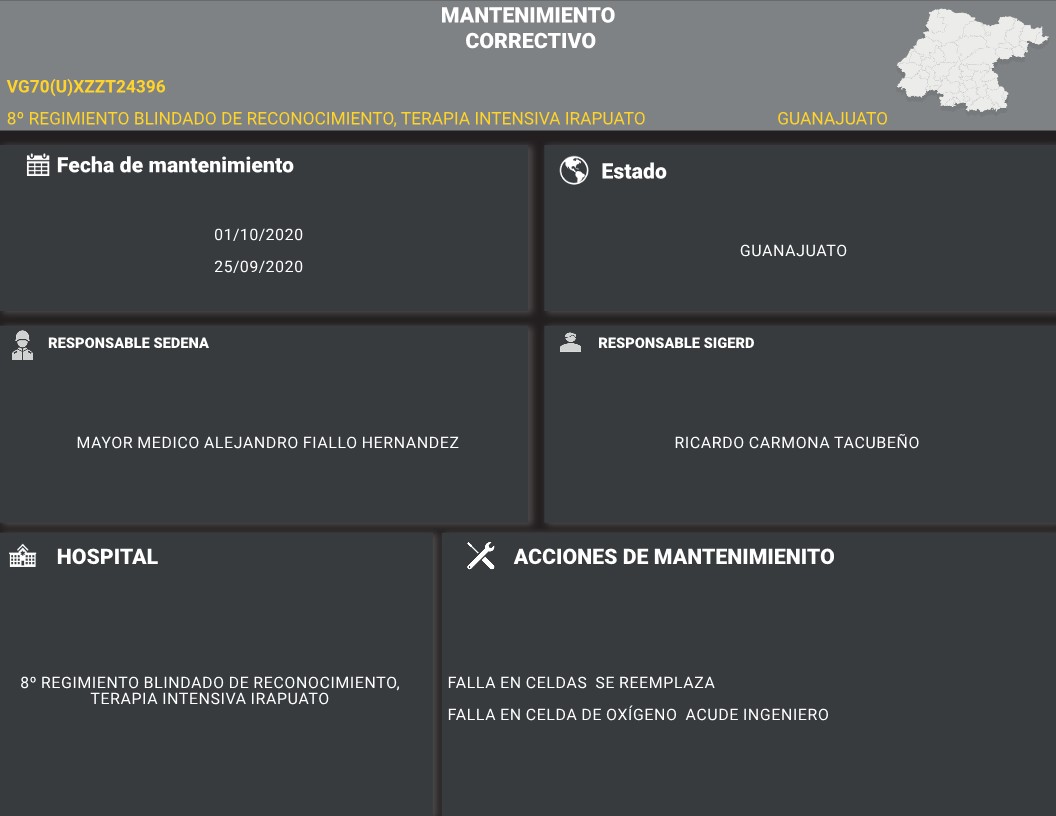 MANTENIMIENTO
CORRECTIVO
VG70(U)XZZT24396
8º REGIMIENTO BLINDADO DE RECONOCIMIENTO, TERAPIA INTENSIVA IRAPUATO
GUANAJUATO
Fecha de mantenimiento
01/10/2020
25/09/2020
Estado
GUANAJUATO
RESPONSABLE SEDENA
MAYOR MEDICO ALEJANDRO FIALLO HERNANDEZ
RESPONSABLE SIGERD
RICARDO CARMONA TACUBEÑO
HOSPITAL
8º REGIMIENTO BLINDADO DE RECONOCIMIENTO,
TERAPIA INTENSIVA IRAPUATO
ACCIONES DE MANTENIMIENITO
FALLA EN CELDAS  SE REEMPLAZA
FALLA EN CELDA DE OXÍGENO  ACUDE INGENIERO